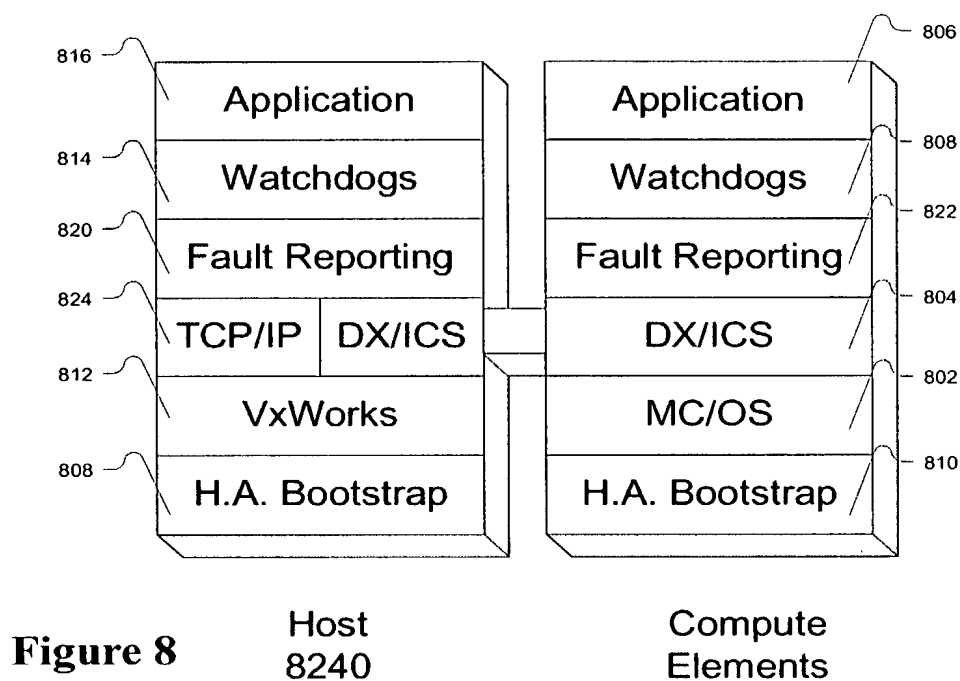 806
816
Application Application
814
808
Watchdogs Watchdogs
820
822
Fault Reporting Fault Reporting
824
804
TCP/IP DX/ICS DX/ICS
812
802
VxWorks MC/OS
808
810
H.A. Bootstrap H.A. Bootstrap
Host
8240
Compute
Elements
Figure 8